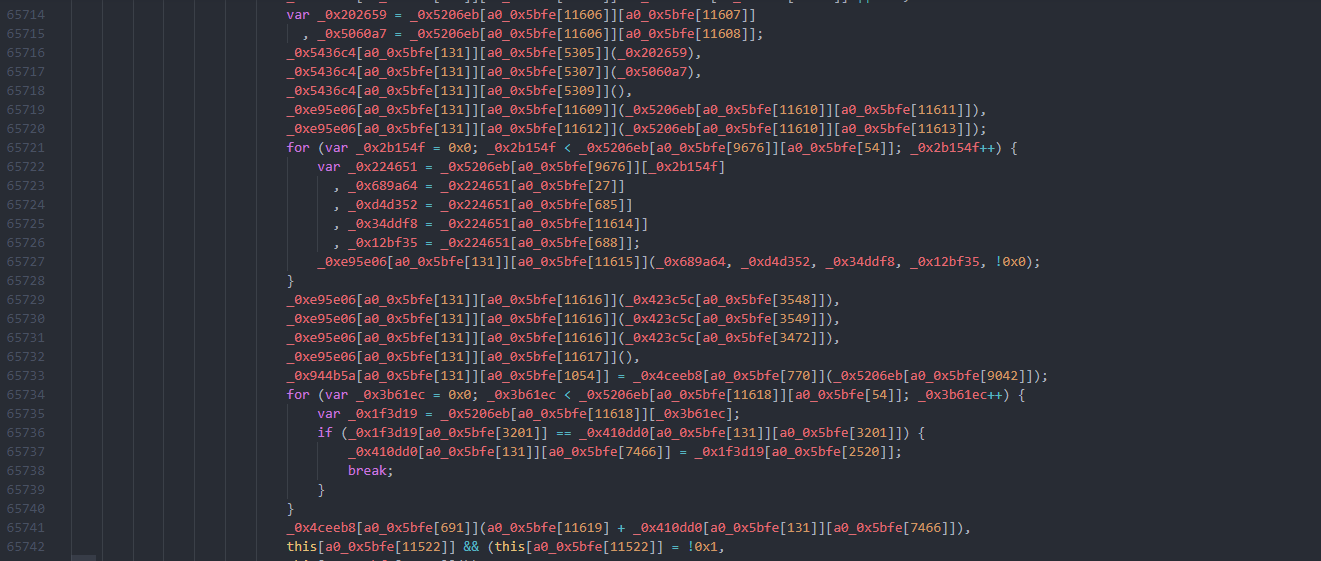 65714 var _0x202659 = _0x5206eb[a0_0x5bfe[11606]][a0_0x5bfe[11607]]
65715 , _0x5060a7 = _0x5206eb[a0_0x5bfe[11606]][a0_0x5bfe[11608]];
65716 _0x5436c4[a0_0x5bfe[131]][a0_0x5bfe[5305]](_0x202659),
65717 _0x5436c4[a0_0x5bfe[131]][a0_0x5bfe[5307]](_0x5060a7),
65718 _0x5436c4[a0_0x5bfe[131]][a0_0x5bfe[5309]](),
65719 _0xe95e06[a0_0x5bfe[131]][a0_0x5bfe[11609]](_0x5206eb[a0_0x5bfe[11610]][a0_0x5bfe[11611]]),
65720 _0xe95e06[a0_0x5bfe[131]][a0_0x5bfe[11612]](_0x5206eb[a0_0x5bfe[11610]][a0_0x5bfe[11613]]);
65721 for (var _0x2b154f = 0x0; _0x2b154f < _0x5206eb[a0_0x5bfe[9676]][a0_0x5bfe[54]]; _0x2b154f++) {
65722 var _0x224651 = _0x5206eb[a0_0x5bfe[9676]][_0x2b154f]
65723 , _0x689a64 = _0x224651[a0_0x5bfe[27]]
65724 , _0xd4d352 = _0x224651[a0_0x5bfe[685]]
65725 , _0x34ddf8 = _0x224651[a0_0x5bfe[11614]]
65726 , _0x12bf35 = _0x224651[a0_0x5bfe[688]];
65727 _0xe95e06[a0_0x5bfe[131]][a0_0x5bfe[11615]](_0x689a64, _0xd4d352, _0x34ddf8, _0x12bf35, !0x0);
65728 }
65729 _0xe95e06[a0_0x5bfe[131]][a0_0x5bfe[11616]](_0x423c5c[a0_0x5bfe[3548]]),
65730 _0xe95e06[a0_0x5bfe[131]][a0_0x5bfe[11616]](_0x423c5c[a0_0x5bfe[3549]]),
65731 _0xe95e06[a0_0x5bfe[131]][a0_0x5bfe[11616]](_0x423c5c[a0_0x5bfe[3472]]),
65732 _0xe95e06[a0_0x5bfe[131]][a0_0x5bfe[11617]](),
65733 _0x944b5a[a0_0x5bfe[131]][a0_0x5bfe[1054]] = _0x4ceeb8[a0_0x5bfe[770]](_0x5206eb[a0_0x5bfe[9042]]);
65734 for (var _0x3b61ec = 0x0; _0x3b61ec < _0x5206eb[a0_0x5bfe[11618]][a0_0x5bfe[54]]; _0x3b61ec++) {
65735 var _0x1f3d19 = _0x5206eb[a0_0x5bfe[11618]][_0x3b61ec];
65736 if (_0x1f3d19[a0_0x5bfe[3201]] == _0x410dd0[a0_0x5bfe[131]][a0_0x5bfe[3201]]) {
65737 _0x410dd0[a0_0x5bfe[131]][a0_0x5bfe[7466]] = _0x1f3d19[a0_0x5bfe[2520]];
65738 break;
65739 }
65740 }
65741 _0x4ceeb8[a0_0x5bfe[691]](a0_0x5bfe[11619] + _0x410dd0[a0_0x5bfe[131]][a0_0x5bfe[7466]]),
65742 this[a0_0x5bfe[11522]] && (this[a0_0x5bfe[11522]] = !0x1,